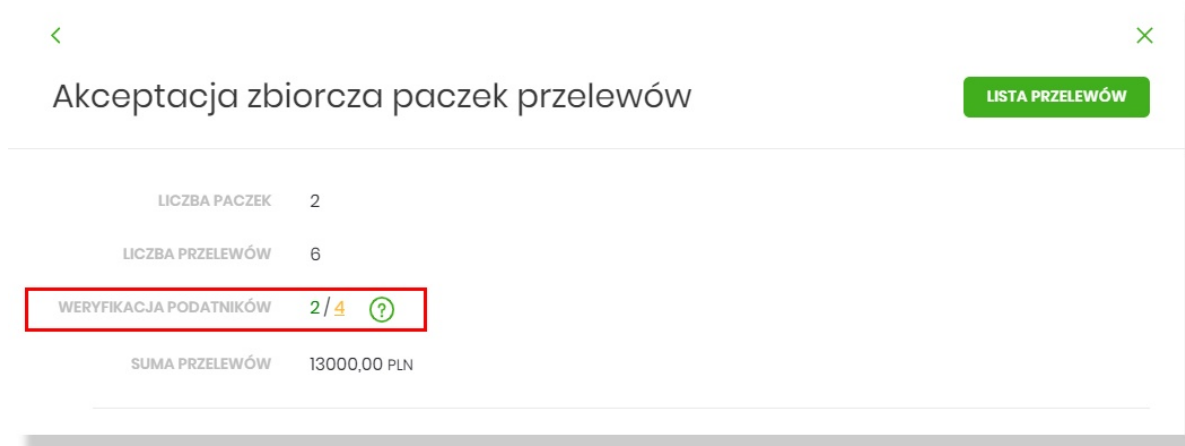 Akceptacja zbiorcza paczek przelewów
LISTA PRZELEWÓW
LICZBA PACZEK 2
LICZBA PRZELEWÓW 6
WERYFIKACJA PODATNIKÓW 2/4 ?
SUMA PRZELEWÓW 13000,00 PLN